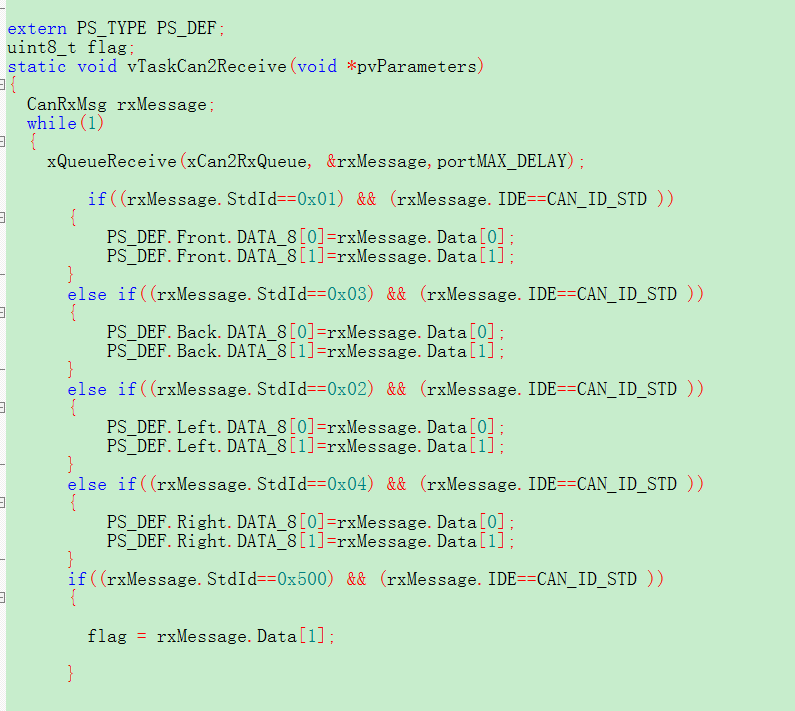 extern PS_TYPE PS_DEF;
uint8_t flag;
static void vTaskCan2Receive(void *pvParameters)
{
CanRxMsg rxMessage;
while(1)
{
xQueueReceive(xCan2RxQueue, &rxMessage,portMAX_DELAY);
if((rxMessage.StdId==0x01) && (rxMessage.IDE==CAN_ID_STD ))
{
PS_DEF.Front.DATA_8[0]=rxMessage.Data[0];
PS_DEF.Front.DATA_8[1]=rxMessage.Data[1];
}
else if((rxMessage.StdId==0x03) && (rxMessage.IDE==CAN_ID_STD ))
{
PS_DEF.Back.DATA_8[0]=rxMessage.Data[0];
PS_DEF.Back.DATA_8[1]=rxMessage.Data[1];
}
else if((rxMessage.StdId==0x02) && (rxMessage.IDE==CAN_ID_STD ))
{
PS_DEF.Left.DATA_8[0]=rxMessage.Data[0];
PS_DEF.Left.DATA_8[1]=rxMessage.Data[1];
}
else if((rxMessage.StdId==0x04) && (rxMessage.IDE==CAN_ID_STD ))
{
PS_DEF.Right.DATA_8[0]=rxMessage.Data[0];
PS_DEF.Right.DATA_8[1]=rxMessage.Data[1];
}
if((rxMessage.StdId==0x500) && (rxMessage.IDE==CAN_ID_STD ))
{
flag = rxMessage.Data[1];
}